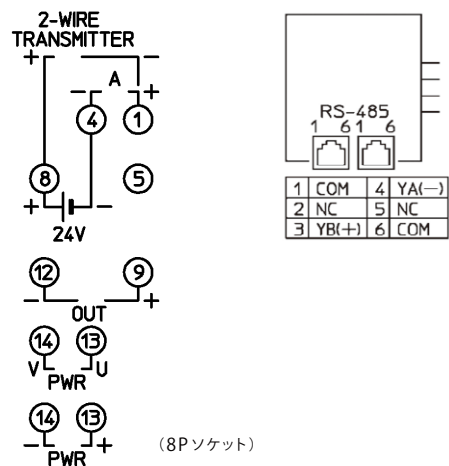 2-WIRE
TRANSMITTER
+ -
A
- +
4 1
8 5
+ -
24V
12 9
- +
OUT
14 13
V U
PWR
14 13
- +
PWR
(8Pソケット)
RS-485
1 6 1 6
1 COM 4 YA(-)
2 NC 5 NC
3 YB(+) 6 COM